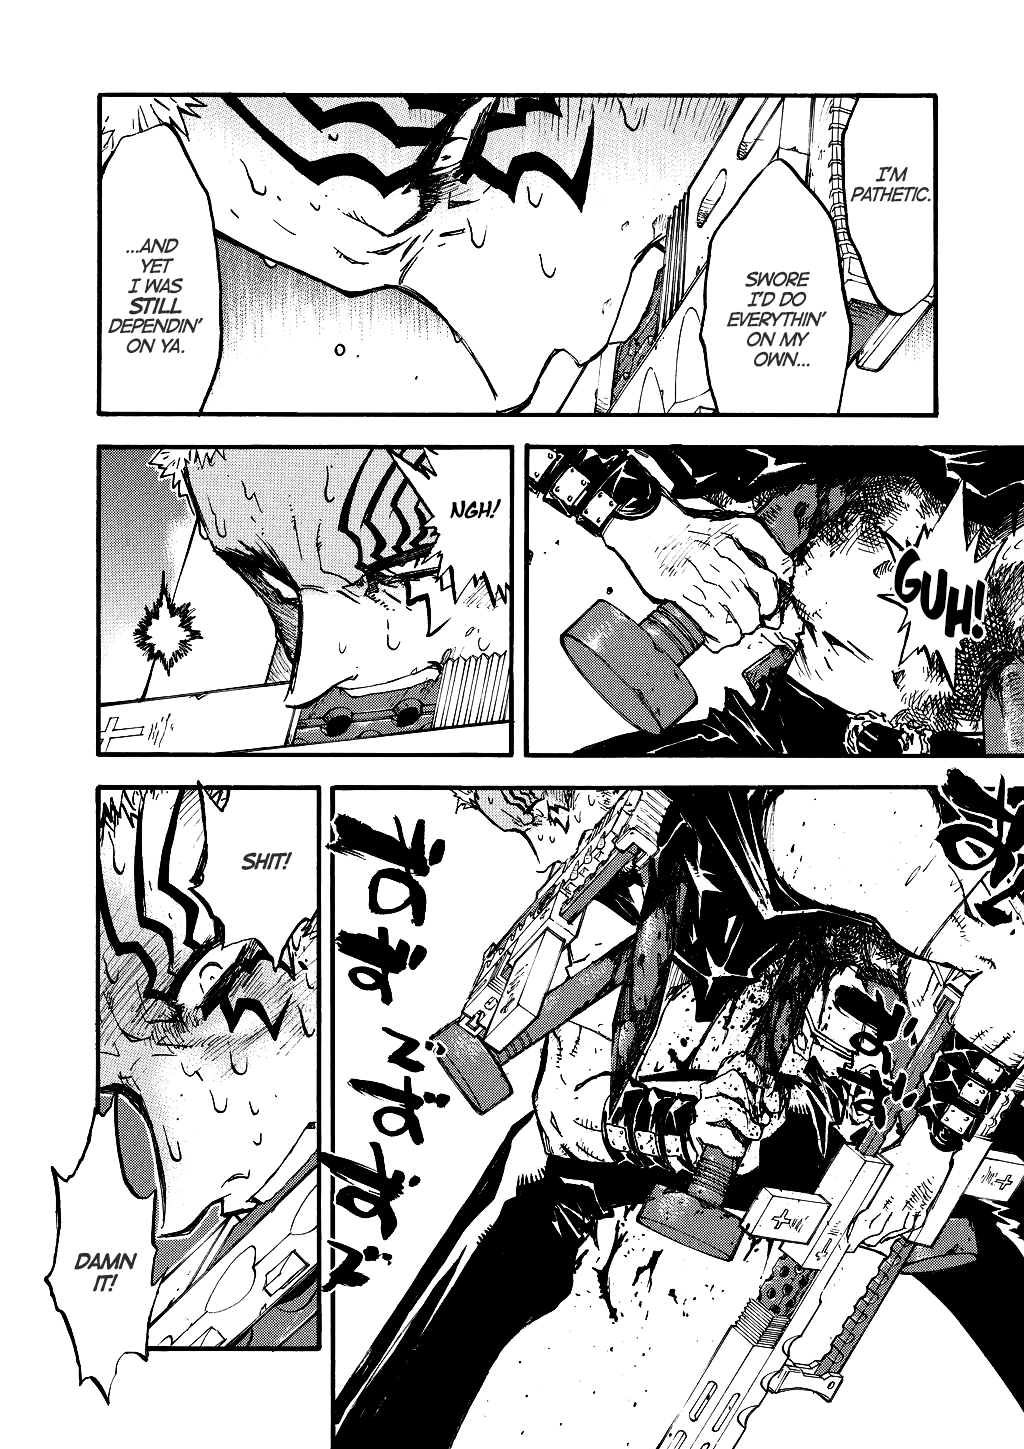 I'M
PATHETIC.
SWORE
I'D DO
EVERYTHIN'
ON MY
OWN...
...AND
YET
I WAS
STILL
DEPENDIN'
ON YA.
GUH!
NGH!
SHIT!
DAMN
IT!